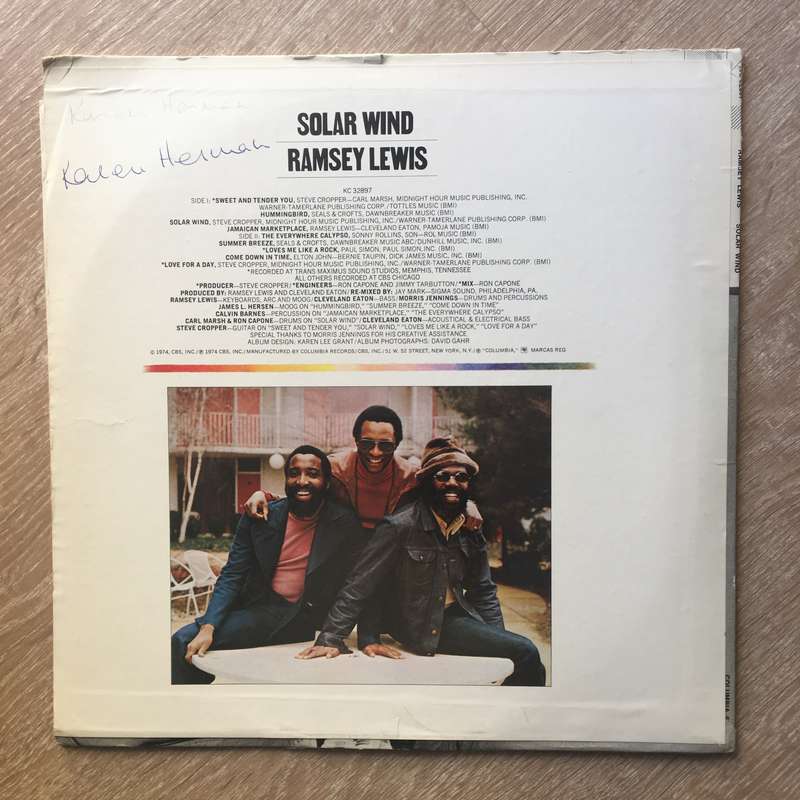 Karen Herman
Karen Herman
SOLAR WIND
RAMSEY LEWIS
KC 32897
SIDE I: *SWEET AND TENDER YOU, STEVE CROPPER—CARL MARSH, MIDNIGHT HOUR MUSIC PUBLISHING, INC.
WARNER-TAMERLANE PUBLISHING CORP./TOTTLES MUSIC (BMI)
HUMMINGBIRD, SEALS & CROFTS, DAWNBREAKER MUSIC (BMI)
SOLAR WIND, STEVE CROPPER, MIDNIGHT HOUR MUSIC PUBLISHING, INC./WARNER-TAMERLANE PUBLISHING CORP. (BMI)
JAMAICAN MARKETPLACE, RAMSEY LEWIS—CLEVELAND EATON, PAMOJA MUSIC (BMI)
SIDE II: THE EVERYWHERE CALYPSO, SONNY ROLLINS, SON—ROL MUSIC (BMI)
SUMMER BREEZE, SEALS & CROFTS, DAWNBREAKER MUSIC ABC/DUNHILL MUSIC, INC. (BMI)
*LOVES ME LIKE A ROCK, PAUL SIMON, PAUL SIMON, INC. (BMI)
COME DOWN IN TIME, ELTON JOHN—BERNIE TAUPIN, DICK JAMES MUSIC, INC. (BMI)
*LOVE FOR A DAY, STEVE CROPPER, MIDNIGHT HOUR MUSIC PUBLISHING, INC./WARNER-TAMERLANE PUBLISHING CORP. (BMI)
*RECORDED AT TRANS MAXIMUS SOUND STUDIOS, MEMPHIS, TENNESSEE
ALL OTHERS RECORDED AT CBS CHICAGO
*PRODUCER—STEVE CROPPER/*ENGINEERS—RON CAPONE AND JIMMY TARBUTTON/*MIX—RON CAPONE
PRODUCED BY: RAMSEY LEWIS AND CLEVELAND EATON/RE-MIXED BY: JAY MARK—SIGMA SOUND, PHILADELPHIA, PA.
RAMSEY LEWIS—KEYBOARDS, ARC AND MOOG/CLEVELAND EATON—BASS/MORRIS JENNINGS—DRUMS AND PERCUSSIONS
JAMES L. HERSEN—MOOG ON "HUMMINGBIRD," "SUMMER BREEZE," "COME DOWN IN TIME"
CALVIN BARNES—PERCUSSION ON "JAMAICAN MARKETPLACE," "THE EVERYWHERE CALYPSO"
CARL MARSH & RON CAPONE—DRUMS ON "SOLAR WIND"/CLEVELAND EATON—ACOUSTICAL & ELECTRICAL BASS
STEVE CROPPER—GUITAR ON "SWEET AND TENDER YOU," "SOLAR WIND," "LOVES ME LIKE A ROCK," "LOVE FOR A DAY"
SPECIAL THANKS TO MORRIS JENNINGS FOR HIS CREATIVE ASSISTANCE
ALBUM DESIGN: KAREN LEE GRANT/ALBUM PHOTOGRAPHS: DAVID GAHR
© 1974, CBS, INC./℗ 1974 CBS, INC./MANUFACTURED BY COLUMBIA RECORDS/CBS, INC./51 W. 52 STREET, NEW YORK, N.Y./® "COLUMBIA," MARCAS REG
RAMSEY LEWIS SOLAR WIND
COLUMBIA